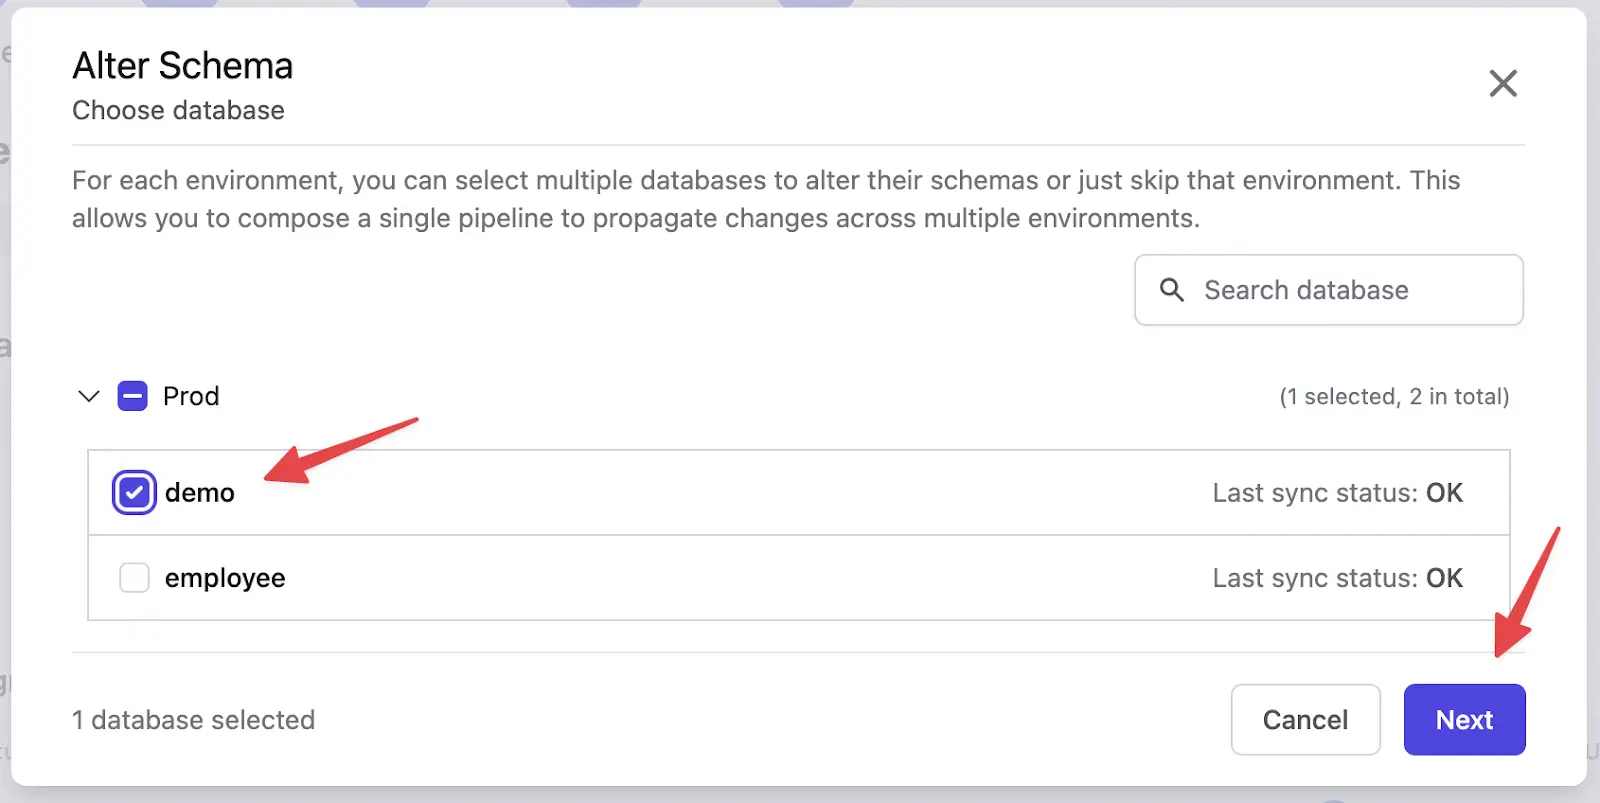 Alter Schema
Choose database
For each environment, you can select multiple databases to alter their schemas or just skip that environment. This
allows you to compose a single pipeline to propagate changes across multiple environments.
Search database
Prod
(1 selected, 2 in total)
demo
Last sync status: OK
employee
Last sync status: OK
1 database selected
Cancel
Next